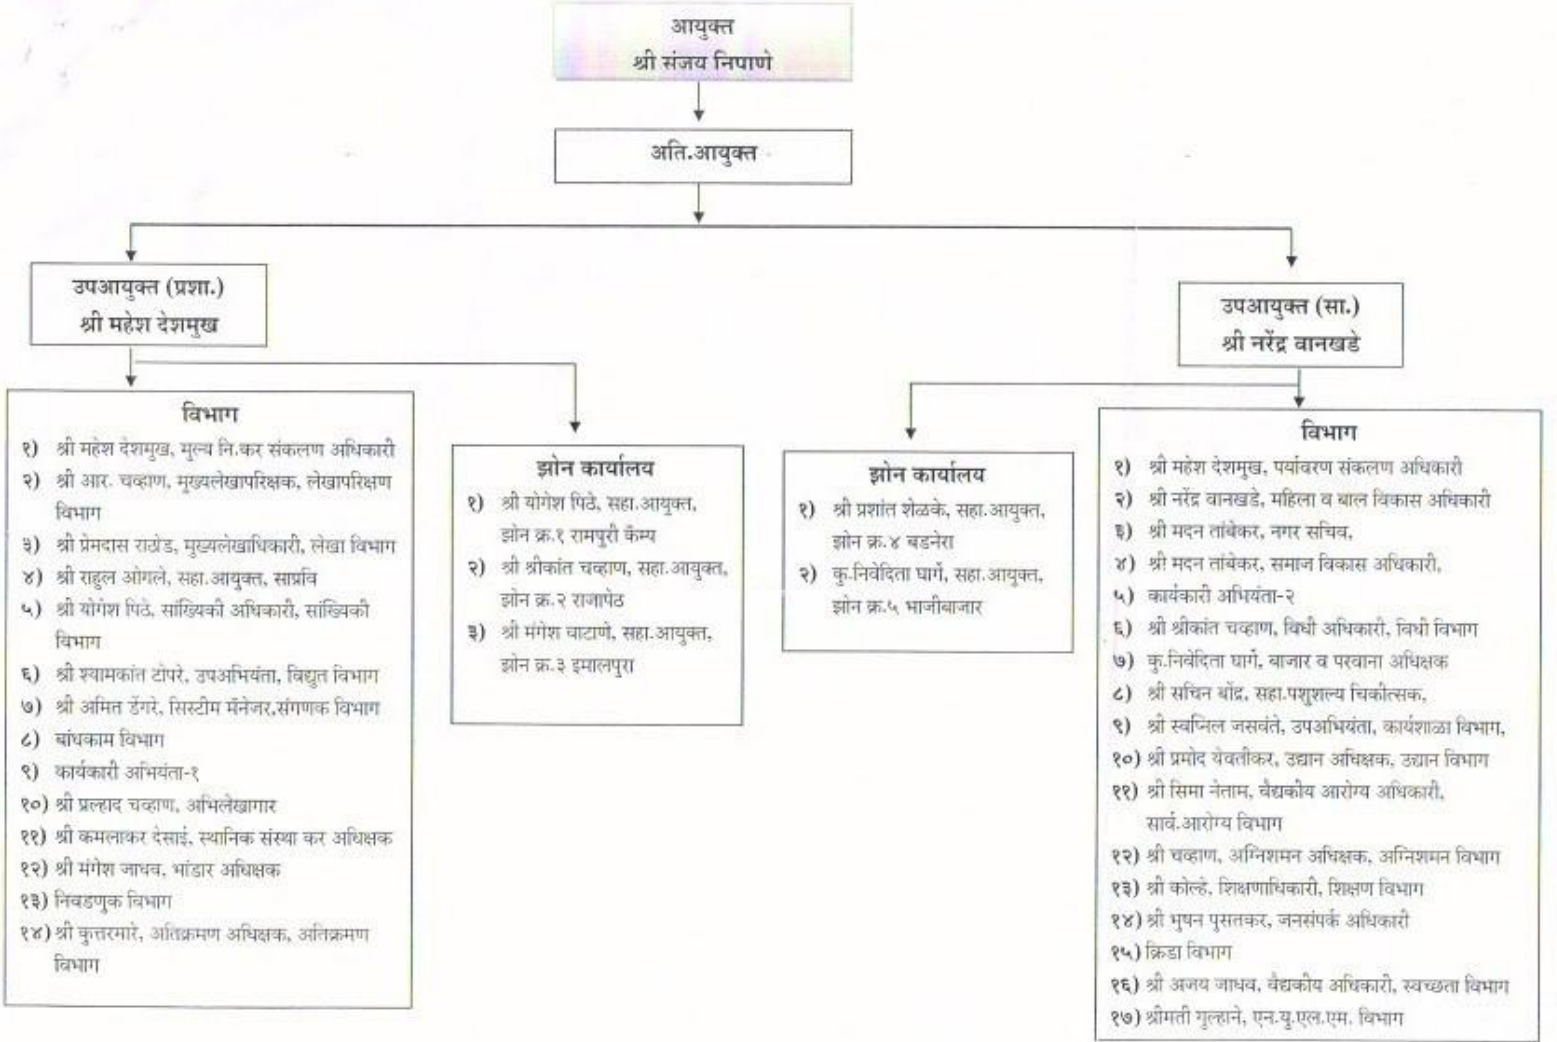 आयुक्त
श्री संजय निपाणे
अति.आयुक्त
उपआयुक्त (प्रशा.)
श्री महेश देशमुख
उपआयुक्त (सा.)
श्री नरेंद्र वानखडे
विभाग
१) श्री महेश देशमुख, मुल्य नि.कर संकलण अधिकारी
२) श्री आर. चव्हाण, मुख्यलेखापरिक्षक, लेखापरिक्षण
विभाग
३) श्री प्रेमदास राठोड, मुख्यलेखाधिकारी, लेखा विभाग
४) श्री राहुल ओगले, सहा.आयुक्त, साप्रवि
५) श्री योगेश पिठे, सांख्यिकी अधिकारी, सांख्यिकी
विभाग
६) श्री श्यामकांत टोपरे, उपअभियंता, विद्युत विभाग
७) श्री अमित डेंगरे, सिस्टीम मॅनेजर,संगणक विभाग
८) बांधकाम विभाग
९) कार्यकारी अभियंता-१
१०) श्री प्रल्हाद चव्हाण, अभिलेखागार
११) श्री कमलाकर देसाई, स्थानिक संस्था कर अधिक्षक
१२) श्री मंगेश जाधव, भांडार अधिक्षक
१३) निवडणुक विभाग
१४) श्री कुत्तरमारे, अतिक्रमण अधिक्षक, अतिक्रमण
विभाग
झोन कार्यालय
१) श्री योगेश पिठे, सहा.आयुक्त,
झोन क्र.१ रामपुरी कॅम्प
२) श्री श्रीकांत चव्हाण, सहा.आयुक्त,
झोन क्र.२ राजापेठ
३) श्री मंगेश वाटाणे, सहा.आयुक्त,
झोन क्र.३ हमालपुरा
झोन कार्यालय
१) श्री प्रशांत शेळके, सहा.आयुक्त,
झोन क्र.४ बडनेरा
२) कु.निवेदिता घार्गे, सहा.आयुक्त,
झोन क्र.५ भाजीबाजार
विभाग
१) श्री महेश देशमुख, पर्यावरण संकलण अधिकारी
२) श्री नरेंद्र वानखडे, महिला व बाल विकास अधिकारी
३) श्री मदन तांबेकर, नगर सचिव,
४) श्री मदन तांबेकर, समाज विकास अधिकारी,
५) कार्यकारी अभियंता-२
६) श्री श्रीकांत चव्हाण, विधी अधिकारी, विधी विभाग
७) कु.निवेदिता घार्गे, बाजार व परवाना अधिक्षक
८) श्री सचिन बोंद्रे, सहा.पशुशल्य चिकीत्सक,
९) श्री स्वप्निल जसवंते, उपअभियंता, कार्यशाळा विभाग,
१०) श्री प्रमोद येवतीकर, उद्यान अधिक्षक, उद्यान विभाग
११) श्री सिमा नेताम, वैद्यकीय आरोग्य अधिकारी,
सार्व.आरोग्य विभाग
१२) श्री चव्हाण, अग्निशमन अधिक्षक, अग्निशमन विभाग
१३) श्री कोल्हे, शिक्षणाधिकारी, शिक्षण विभाग
१४) श्री भुषन पुसतकर, जनसंपर्क अधिकारी
१५) क्रिडा विभाग
१६) श्री अजय जाधव, वैद्यकीय अधिकारी, स्वच्छता विभाग
१७) श्रीमती गुल्हाने, एन.यु.एल.एम. विभाग